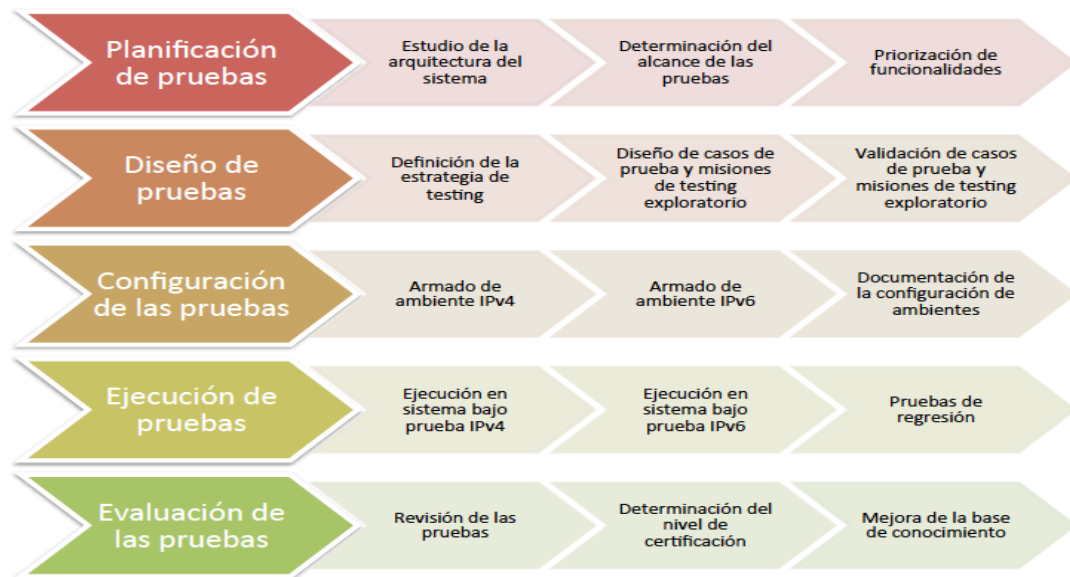 Planificación
de pruebas
Estudio de la
arquitectura del
sistema
Determinación del
alcance de las
pruebas
Priorización de
funcionalidades
Diseño de
pruebas
Definición de la
estrategia de
testing
Diseño de casos de
prueba y misiones
de testing
exploratorio
Validación de casos
de prueba y
misiones de testing
exploratorio
Configuración
de las pruebas
Armado de
ambiente IPv4
Armado de
ambiente IPv6
Documentación de
la configuración de
ambientes
Ejecución de
pruebas
Ejecución en
sistema bajo
prueba IPv4
Ejecución en
sistema bajo
prueba IPv6
Pruebas de
regresión
Evaluación de
las pruebas
Revisión de las
pruebas
Determinación del
nivel de
certificación
Mejora de la base
de conocimiento